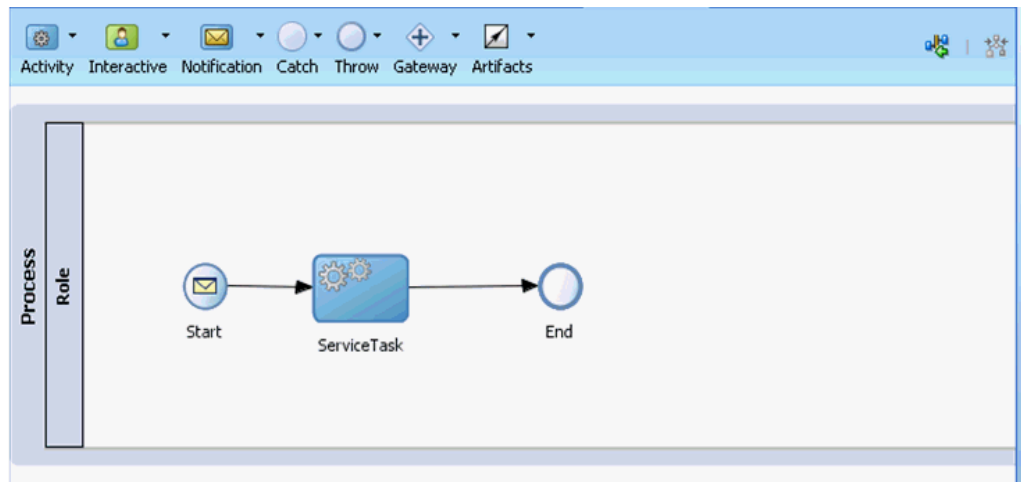 Activity Interactive Notification Catch Throw Gateway Artifacts
Process
Role
Start
ServiceTask
End